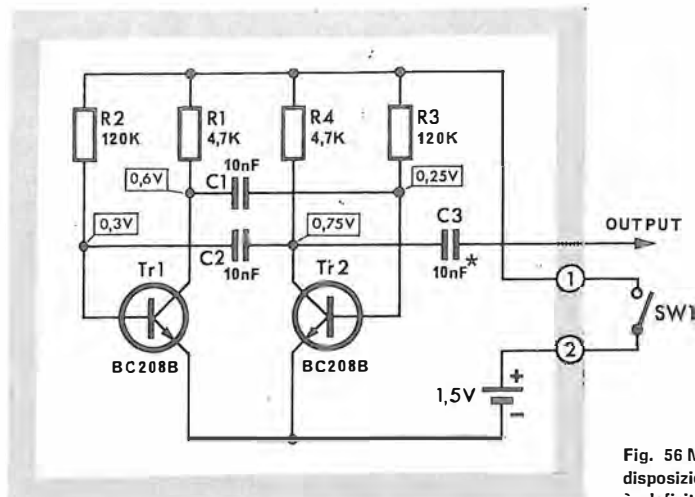 R2
120K
R1
4,7K
R4
4,7K
R3
120K
0,6V
10nF
C1
0,25V
0,3V
0,75V
C3
C2
10nF
10nF*
OUTPUT
Tr1
Tr2
1
SW1
BC208B
BC208B
2
1,5V
+
-
Fig. 56 M
disposizio